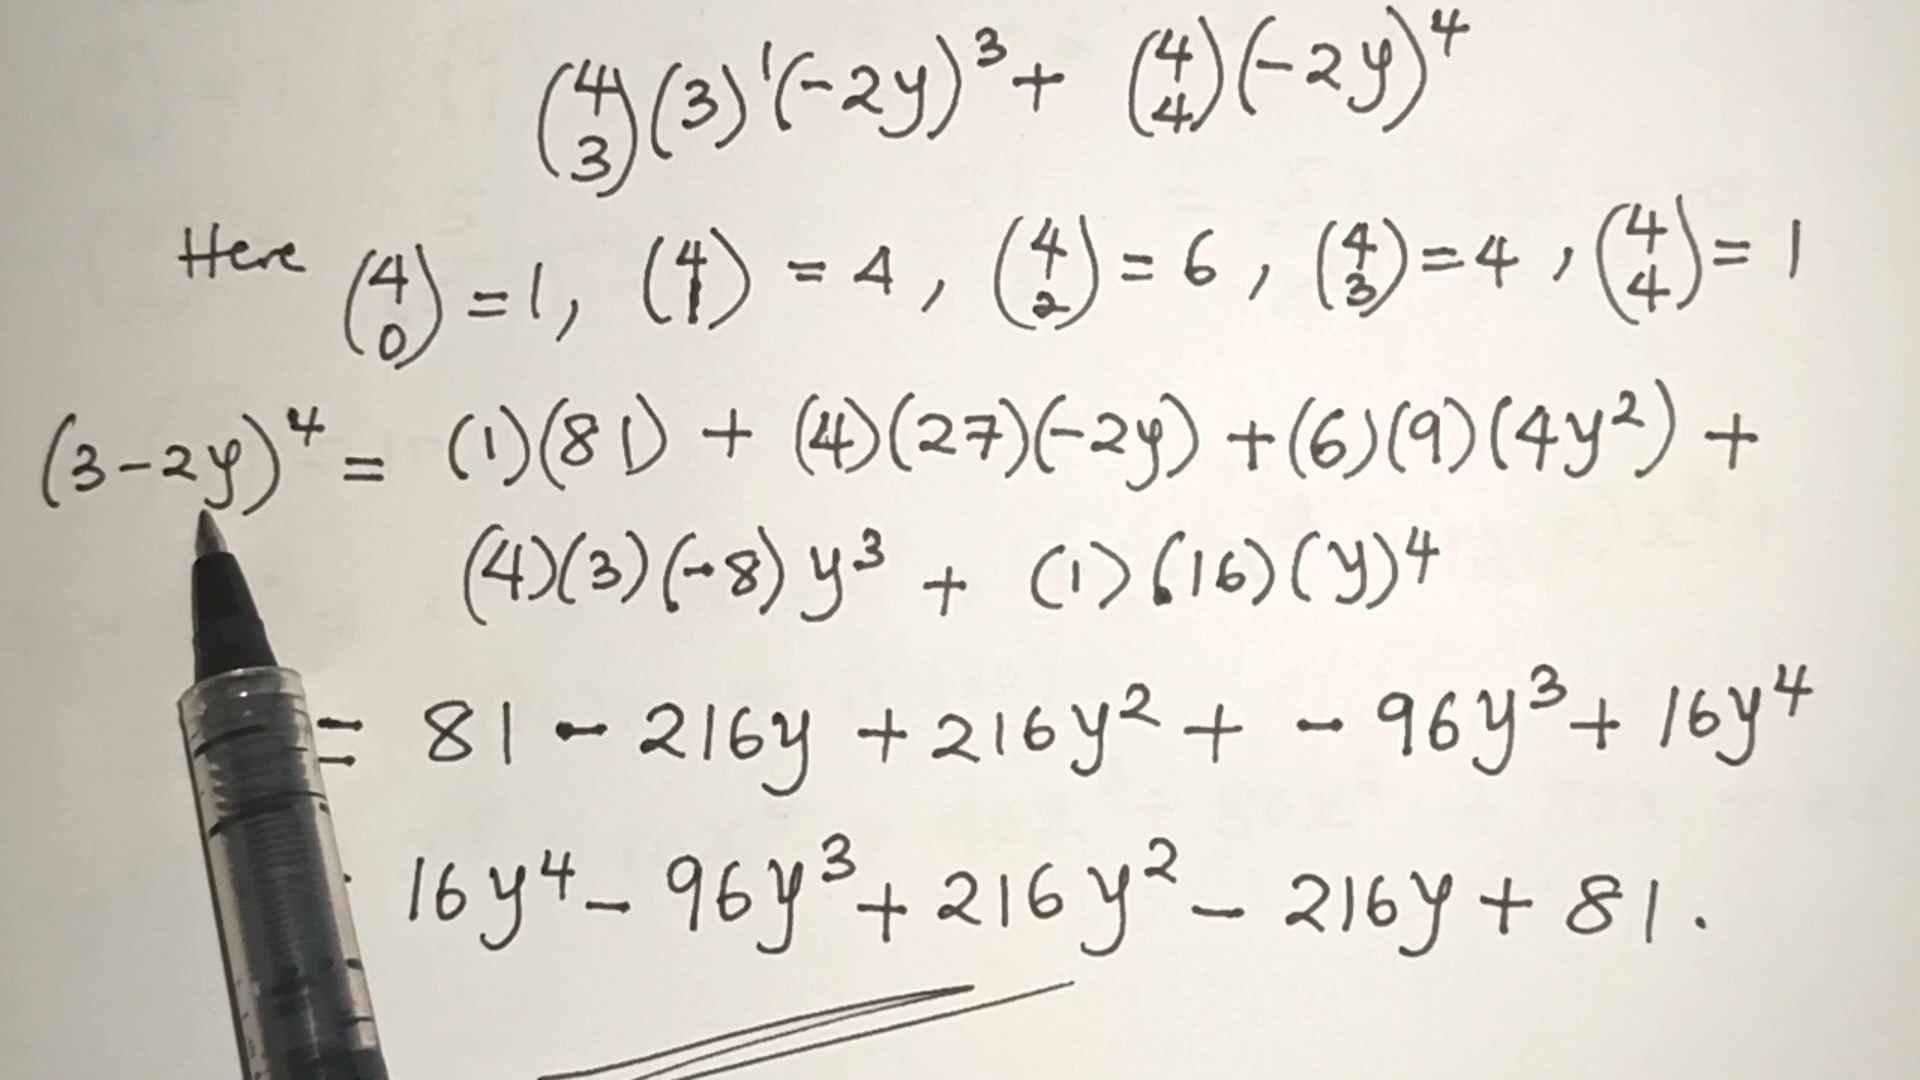 (4 3)(3)¹(-2y)³ + (4 4)(-2y)⁴
Here (4 0) = 1, (4 1) = 4, (4 2) = 6, (4 3) = 4, (4 4) = 1
(3-2y)⁴ = (1)(81) + (4)(27)(-2y) + (6)(9)(4y²) +
(4)(3)(-8)y³ + (1)(16)(y)⁴
= 81 - 216y + 216y² + - 96y³ + 16y⁴
16y⁴ - 96y³ + 216y² - 216y + 81.